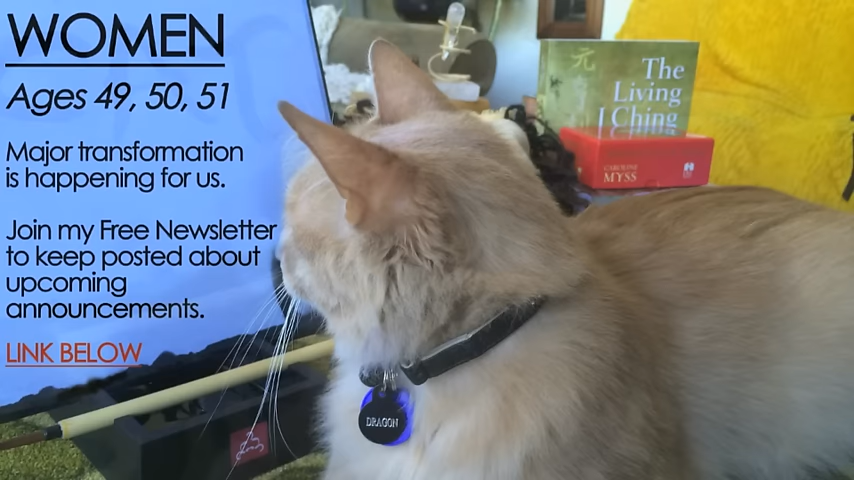 WOMEN
Ages 49, 50, 51
Major transformation
is happening for us.
Join my Free Newsletter
to keep posted about
upcoming
announcements.
LINK BELOW
元
The
Living
I Ching
CAROLINE
MYSS
DRAGON